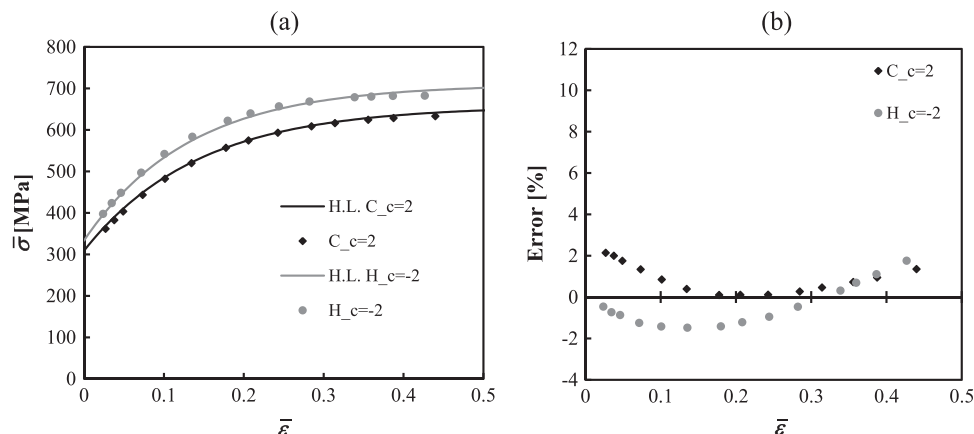 (a)
800
700
600
500
400
300
200
100
0
σ̅ [MPa]
H.L. C_c=2
C_c=2
H.L. H_c=-2
H_c=-2
0 0.1 0.2 0.3 0.4 0.5
ε̅
(b)
12
10
8
6
4
2
0
-2
-4
Error [%]
C_c=2
H_c=-2
0.1 0.2 0.3 0.4 0.5
ε̅